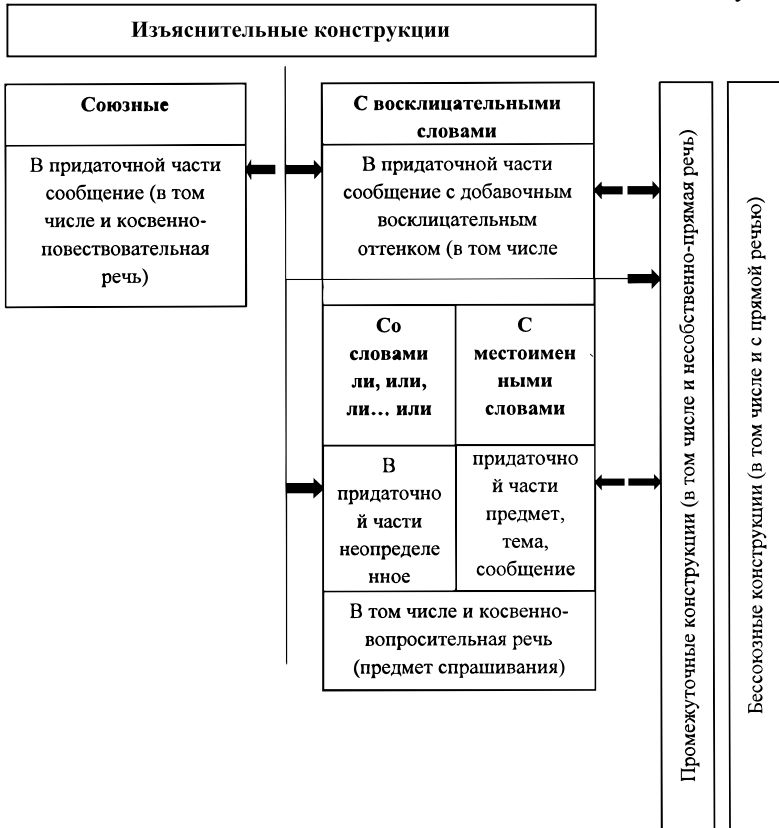 Изъяснительные конструкции
Союзные
В придаточной части
сообщение (в том
числе и косвенно-
повествовательная
речь)
С восклицательными
словами
В придаточной части
сообщение с добавочным
восклицательным
оттенком (в том числе
Со
словами
ли, или,
ли... или
С
местоимен
ными
словами
В
придаточно
й части
неопределе
нное
придаточно
й части
предмет,
тема,
сообщение
В том числе и косвенно-
вопросительная речь
(предмет спрашивания)
Промежуточные конструкции (в том числе и несобственно-прямая речь)
Бессоюзные конструкции (в том числе и с прямой речью)